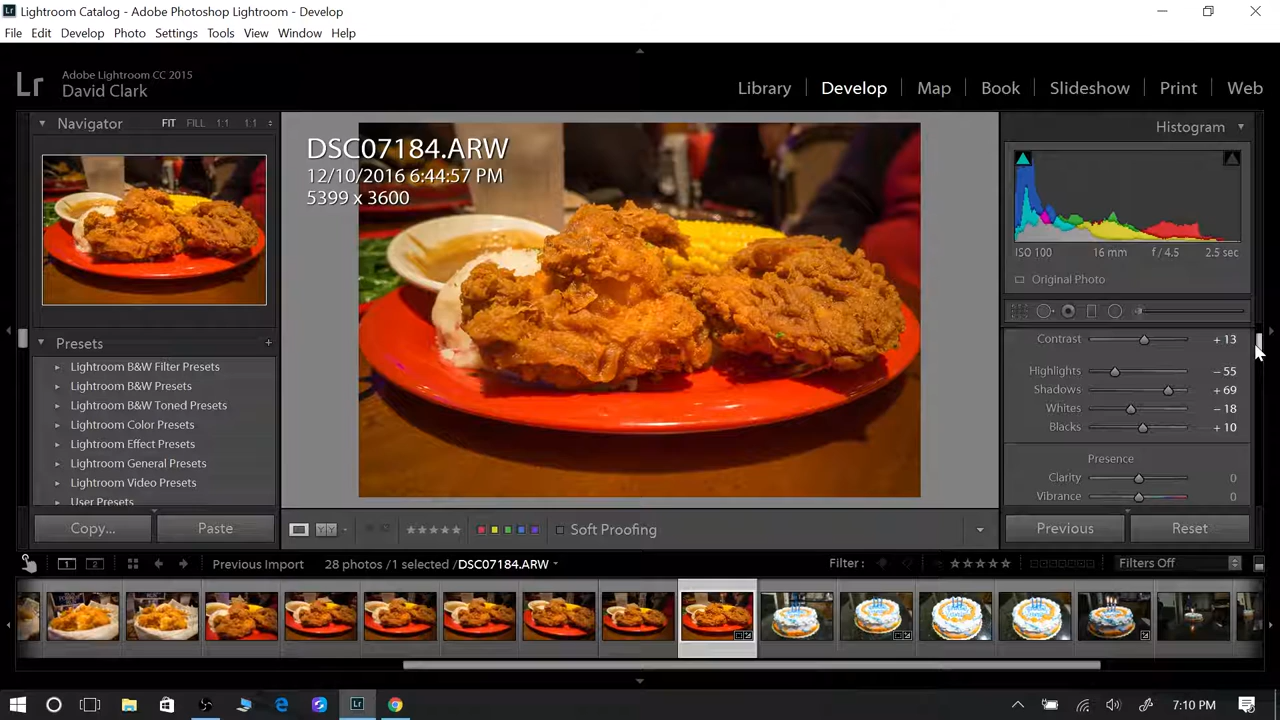 Lightroom Catalog - Adobe Photoshop Lightroom - Develop
File Edit Develop Photo Settings Tools View Window Help
Lr
Adobe Lightroom CC 2015
David Clark
Library Develop Map Book Slideshow Print Web
Navigator FIT FILL 1:1 1:1
Histogram
DSC07184.ARW
12/10/2016 6:44:57 PM
5399 x 3600
ISO 100 16 mm f / 4.5 2.5 sec
Original Photo
Presets +
Lightroom B&W Filter Presets
Lightroom B&W Presets
Lightroom B&W Toned Presets
Lightroom Color Presets
Lightroom Effect Presets
Lightroom General Presets
Lightroom Video Presets
User Presets
Contrast + 13
Highlights – 55
Shadows + 69
Whites – 18
Blacks + 10
Presence
Clarity 0
Vibrance 0
Copy... Paste
YY Soft Proofing
Previous Reset
1 2 Previous Import 28 photos /1 selected /DSC07184.ARW Filter : Filters Off
Lr 7:10 PM